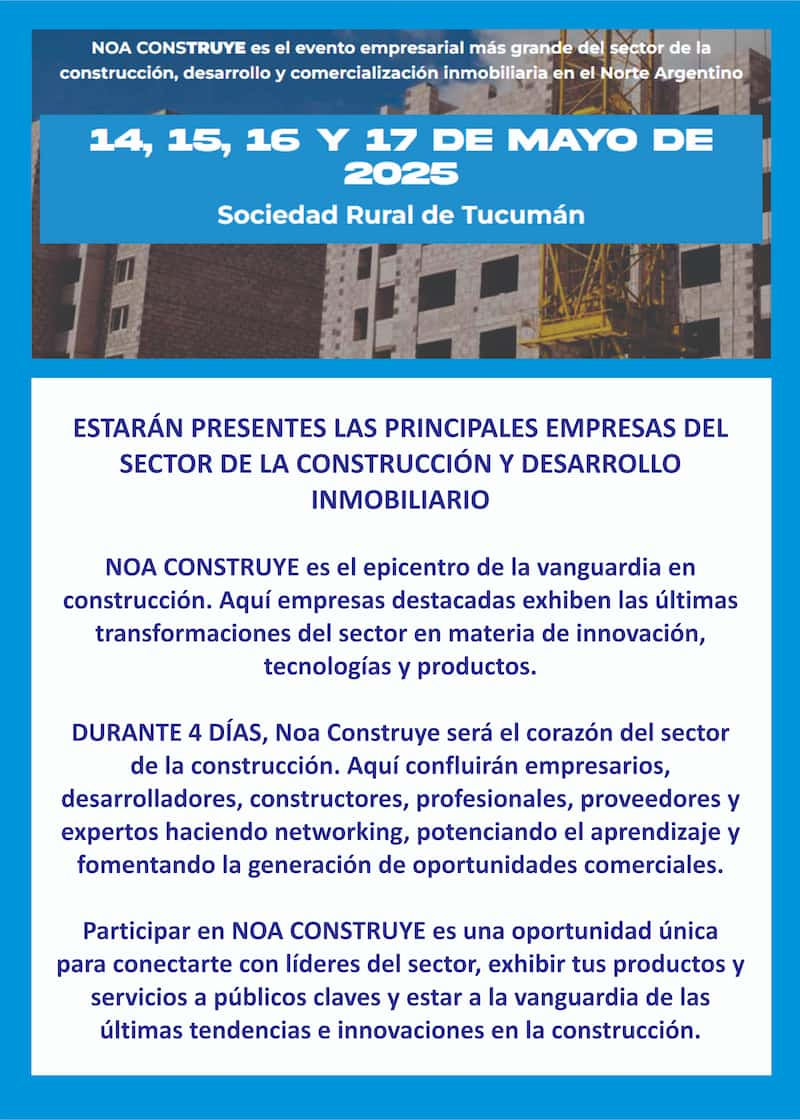 NOA CONSTRUYE es el evento empresarial más grande del sector de la
construcción, desarrollo y comercialización inmobiliaria en el Norte Argentino
14, 15, 16 Y 17 DE MAYO DE
2025
Sociedad Rural de Tucumán
ESTARÁN PRESENTES LAS PRINCIPALES EMPRESAS DEL
SECTOR DE LA CONSTRUCCIÓN Y DESARROLLO
INMOBILIARIO
NOA CONSTRUYE es el epicentro de la vanguardia en
construcción. Aquí empresas destacadas exhiben las últimas
transformaciones del sector en materia de innovación,
tecnologías y productos.
DURANTE 4 DÍAS, Noa Construye será el corazón del sector
de la construcción. Aquí confluirán empresarios,
desarrolladores, constructores, profesionales, proveedores y
expertos haciendo networking, potenciando el aprendizaje y
fomentando la generación de oportunidades comerciales.
Participar en NOA CONSTRUYE es una oportunidad única
para conectarte con líderes del sector, exhibir tus productos y
servicios a públicos claves y estar a la vanguardia de las
últimas tendencias e innovaciones en la construcción.